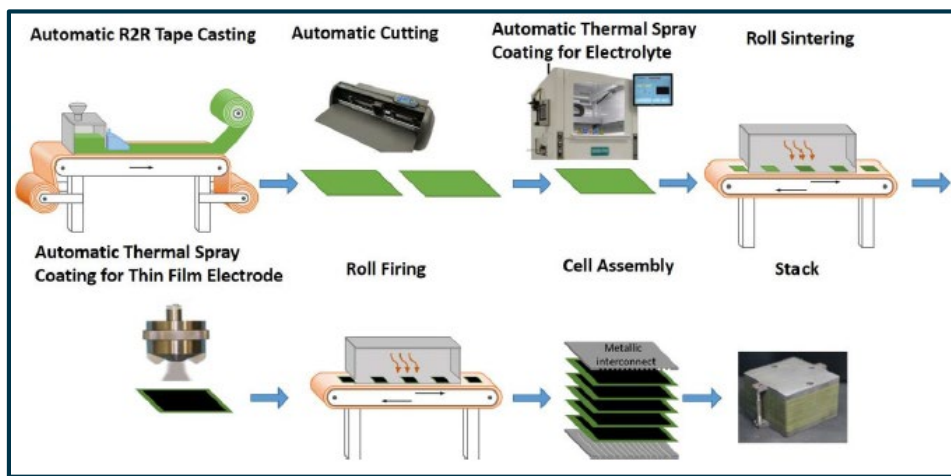 Automatic R2R Tape Casting
Automatic Cutting
Automatic Thermal Spray
Coating for Electrolyte
Roll Sintering
Automatic Thermal Spray
Coating for Thin Film Electrode
Roll Firing
Cell Assembly
Stack
Metallic
interconnect